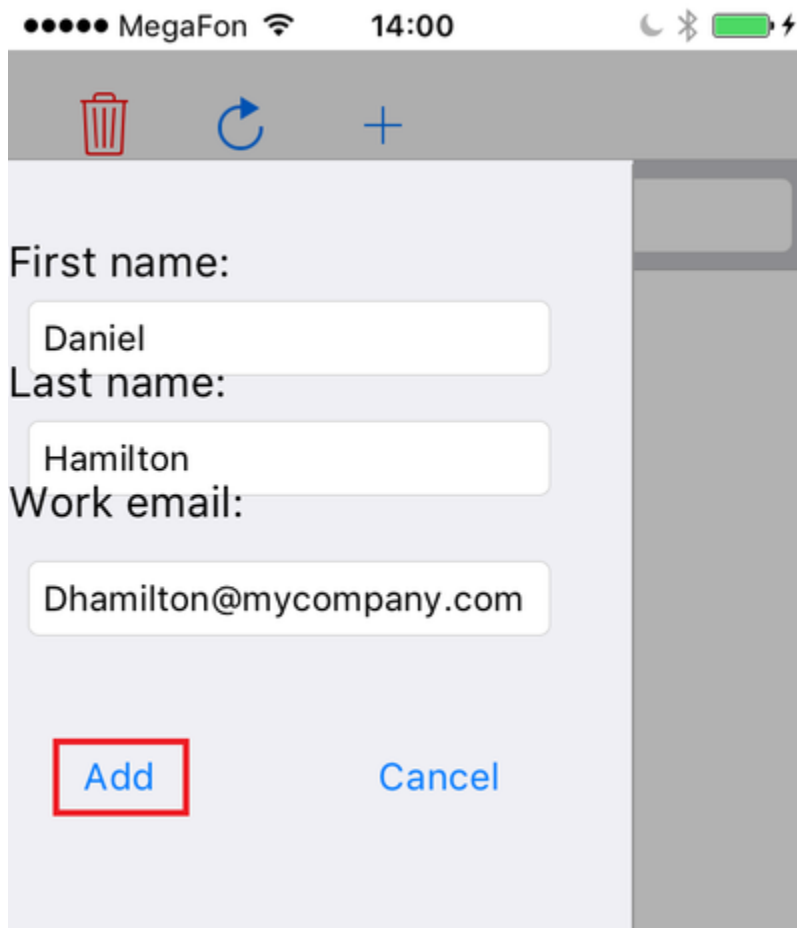 MegaFon 14:00
First name:
Daniel
Last name:
Hamilton
Work email:
Dhamilton@mycompany.com
Add Cancel